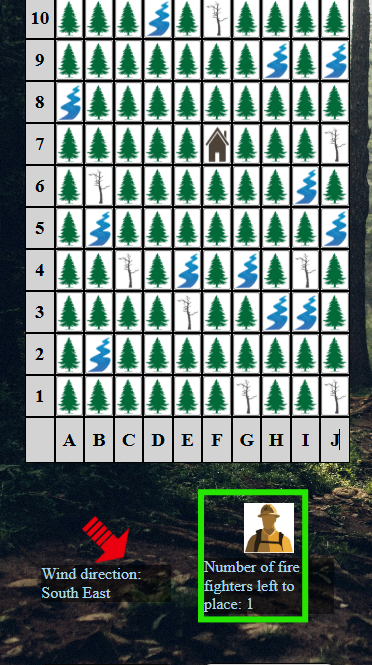 10
9
8
7
6
5
4
3
2
1
A B C D E F G H I J
Wind direction:
South East
Number of fire
fighters left to
place: 1